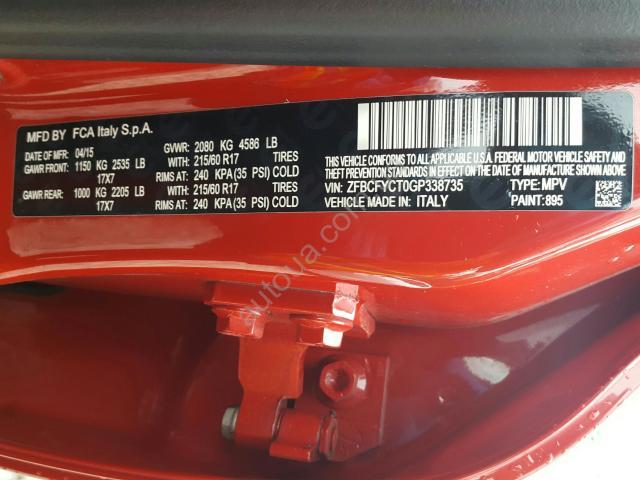 MFD BY FCA Italy S.p.A.
DATE OF MFR 04/15 GVWR: 2080 KG 4586 LB
GAWR FRONT: 1150 KG 2535 LB WITH 215/60 R17 TIRES
17X7 RIMS AT 240 KPA (35 PSI) COLD
GAWR REAR: 1000 KG 2205 LB WITH 215/60 R17 TIRES
17X7 RIMS AT 240 KPA (35 PSI) COLD
THIS VEHICLE CONFORMS TO ALL APPLICABLE U.S.A. FEDERAL MOTOR VEHICLE SAFETY
BUMPER AND THEFT PREVENTION STANDARDS IN EFFECT ON THE DATE OF MANUFACTURE SHOWN ABOVE
VIN: ZFBCFYCT0GP338735 TYPE: MPV
VEHICLE MADE IN: ITALY PAINT: 895
autoua.com